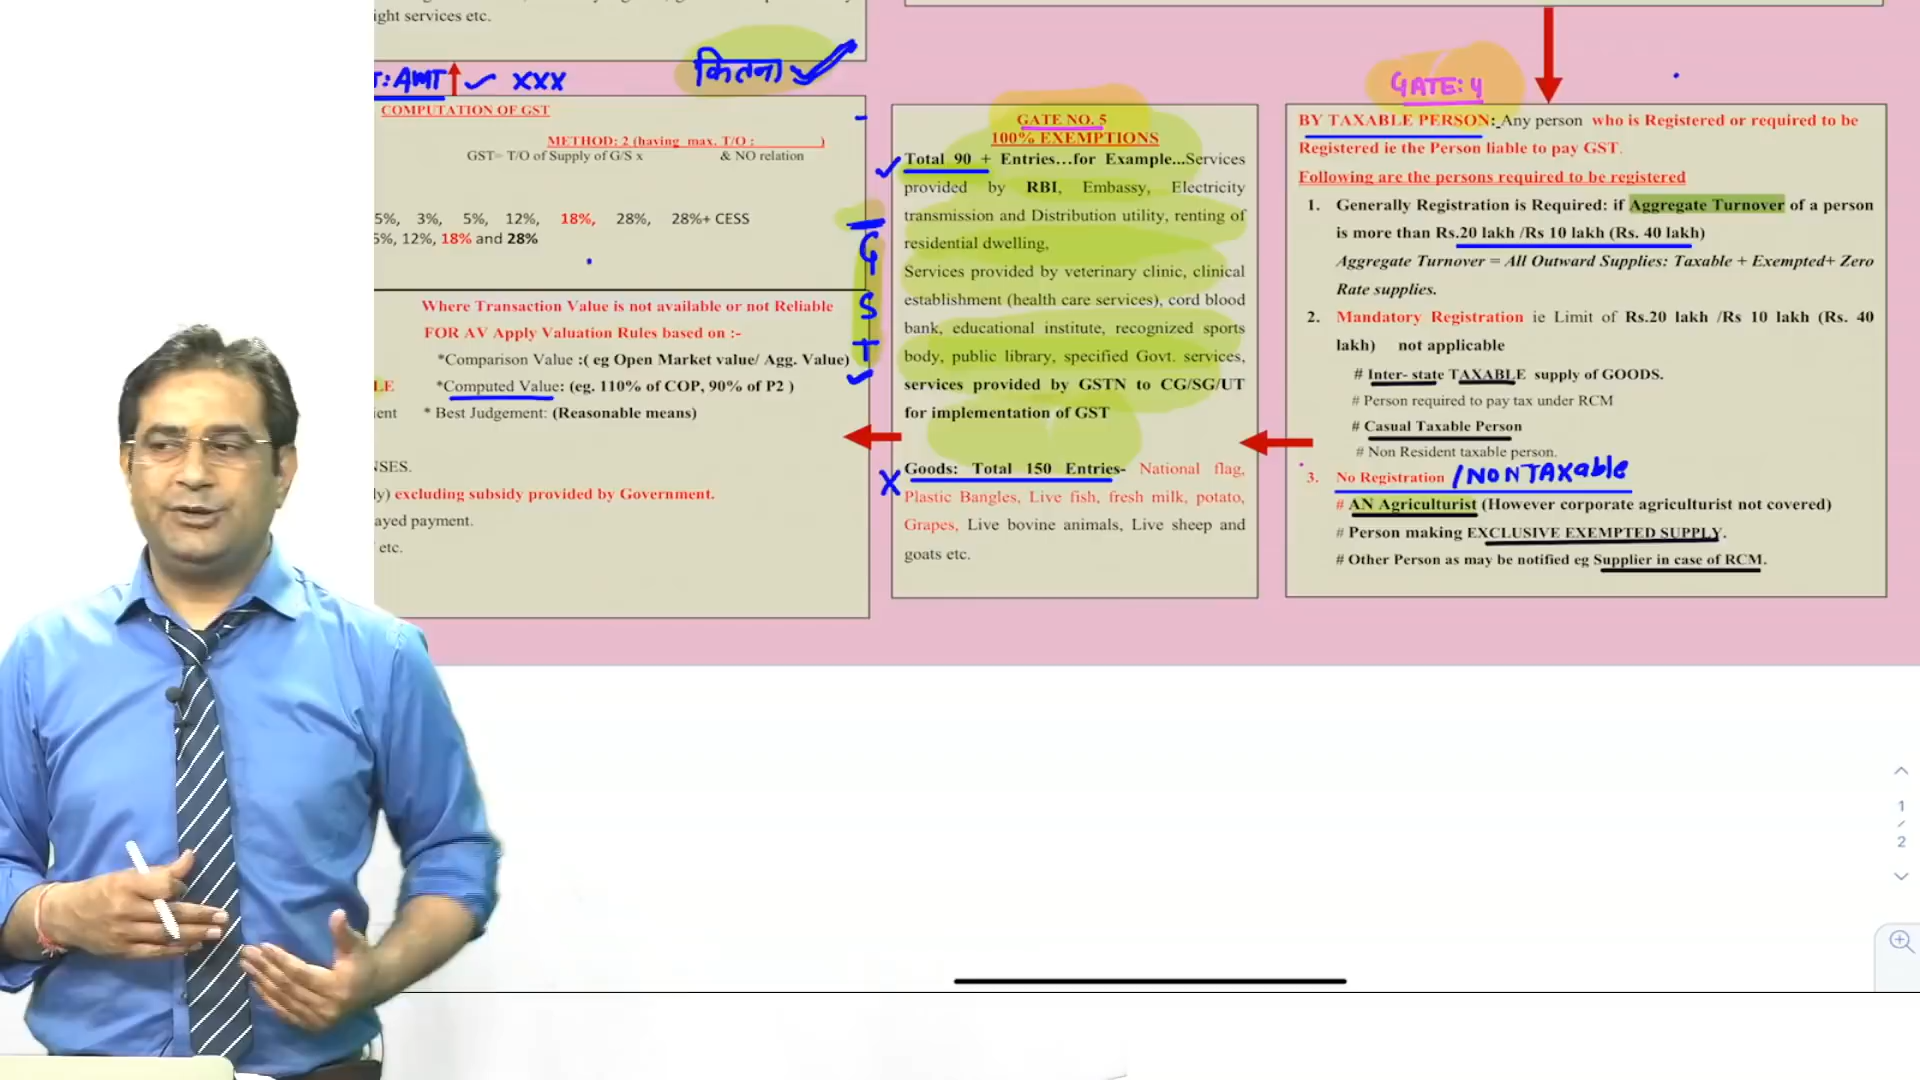 ight services etc.
T: AMT ✓ XXX
कितना ✓
COMPUTATION OF GST
METHOD: 2 (having max. T/O : )
GST= T/O of Supply of G/S x & NO relation
5%, 3%, 5%, 12%, 18%, 28%, 28%+ CESS
5%, 12%, 18% and 28%
Where Transaction Value is not available or not Reliable
FOR AV Apply Valuation Rules based on :-
*Comparison Value :( eg Open Market value/ Agg. Value)
LE *Computed Value: (eg. 110% of COP, 90% of P2 )
ient * Best Judgement: (Reasonable means)
NSES.
ly) excluding subsidy provided by Government.
ayed payment.
etc.
G
S
T
GATE NO. 5
100% EXEMPTIONS
Total 90 + Entries...for Example...Services
provided by RBI, Embassy, Electricity
transmission and Distribution utility, renting of
residential dwelling,
Services provided by veterinary clinic, clinical
establishment (health care services), cord blood
bank, educational institute, recognized sports
body, public library, specified Govt. services,
services provided by GSTN to CG/SG/UT
for implementation of GST
X Goods: Total 150 Entries- National flag,
Plastic Bangles, Live fish, fresh milk, potato,
Grapes, Live bovine animals, Live sheep and
goats etc.
GATE: 4
BY TAXABLE PERSON: Any person who is Registered or required to be
Registered ie the Person liable to pay GST.
Following are the persons required to be registered
1. Generally Registration is Required: if Aggregate Turnover of a person
is more than Rs.20 lakh /Rs 10 lakh (Rs. 40 lakh)
Aggregate Turnover = All Outward Supplies: Taxable + Exempted+ Zero
Rate supplies.
2. Mandatory Registration ie Limit of Rs.20 lakh /Rs 10 lakh (Rs. 40
lakh) not applicable
# Inter- state TAXABLE supply of GOODS.
# Person required to pay tax under RCM
# Casual Taxable Person
# Non Resident taxable person.
3. No Registration /NON TAXable
# AN Agriculturist (However corporate agriculturist not covered)
# Person making EXCLUSIVE EXEMPTED SUPPLY.
# Other Person as may be notified eg Supplier in case of RCM.
1
/
2